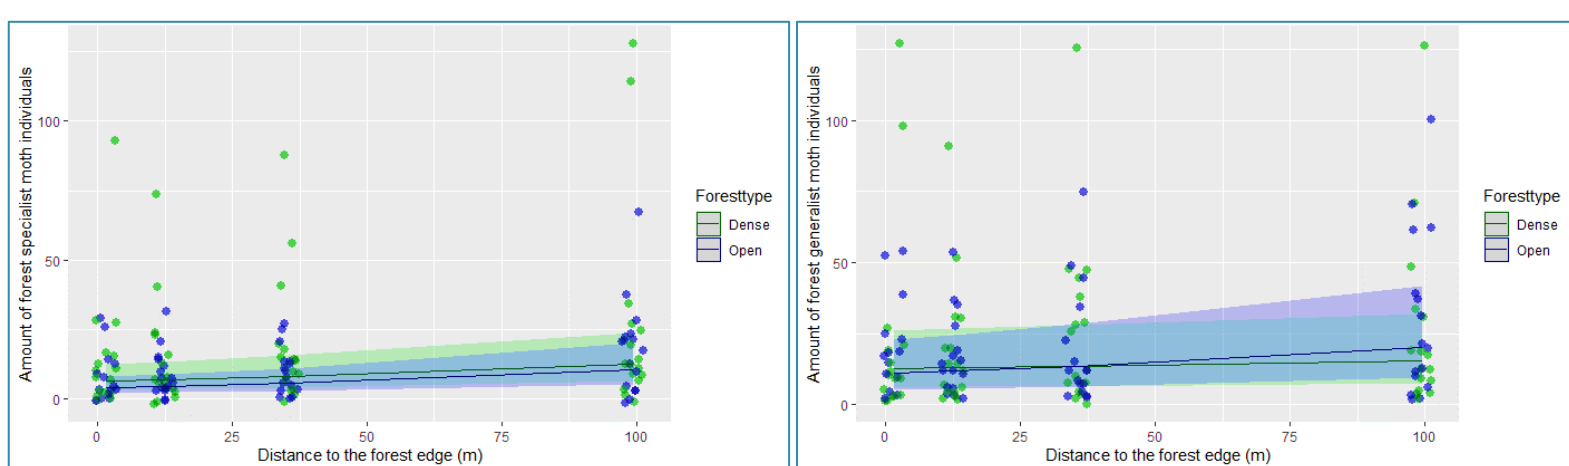 Amount of forest specialist moth individuals
100
50
0
0 25 50 75 100
Distance to the forest edge (m)
Foresttype
Dense
Open
Amount of forest generalist moth individuals
100
50
0
0 25 50 75 100
Distance to the forest edge (m)
Foresttype
Dense
Open